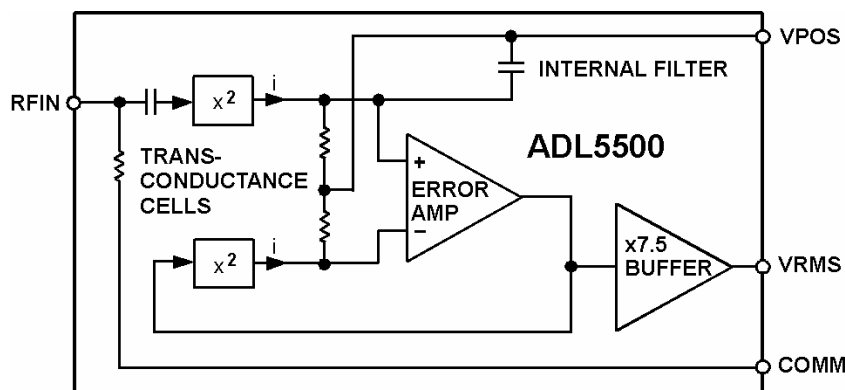 VPOS
i
INTERNAL FILTER
RFIN
x²
ADL5500
TRANS-
CONDUCTANCE
CELLS
+
ERROR
AMP
−
i
x²
x7.5
BUFFER
VRMS
COMM